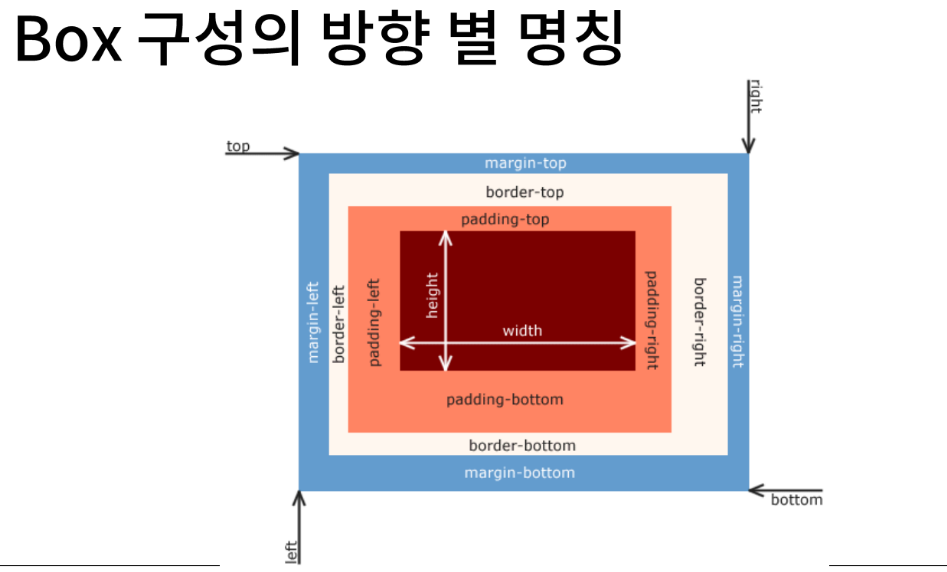 Box 구성의 방향 별 명칭
right
top
margin-top
border-top
padding-top
margin-left
border-left
padding-left
height
width
padding-right
border-right
margin-right
padding-bottom
border-bottom
margin-bottom
bottom
left